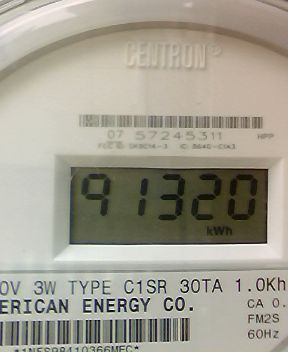 CENTRON®
07 57245311 HPP
91320
kWh
0V 3W TYPE C1SR 30TA 1.0Kh
ERICAN ENERGY CO. CA 0.
FM2S
60Hz